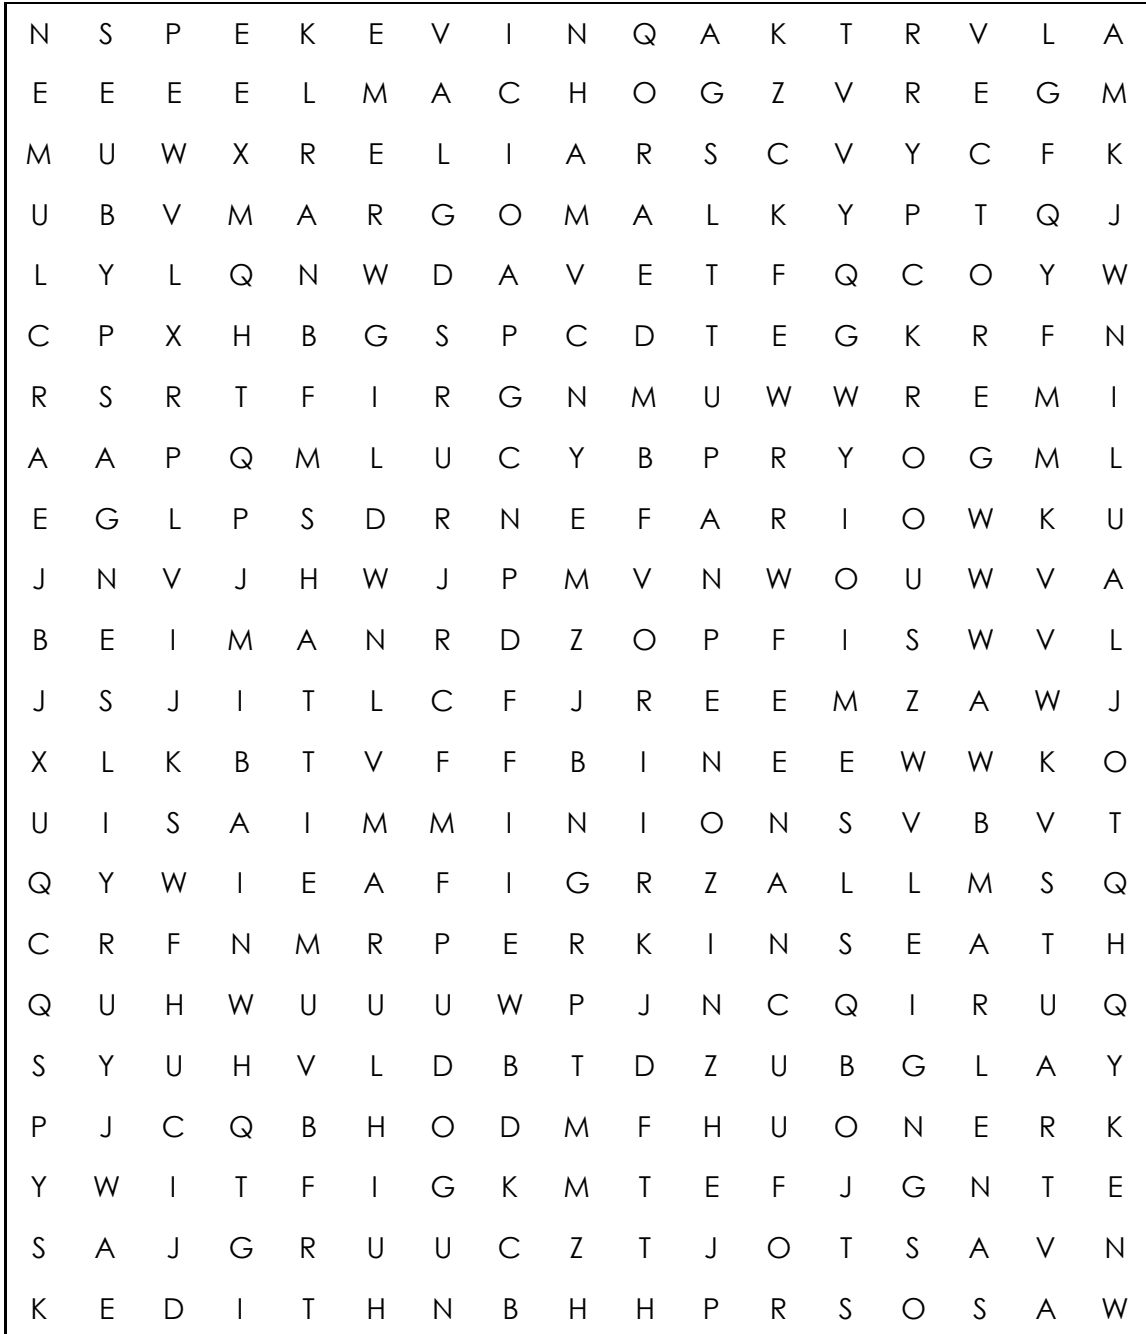 N S P E K E V I N Q A K T R V L A
E E E E L M A C H O G Z V R E G M
M U W X R E L I A R S C V Y C F K
U B V M A R G O M A L K Y P T Q J
L Y L Q N W D A V E T F Q C O Y W
C P X H B G S P C D T E G K R F N
R S R T F I R G N M U W W R E M I
A A P Q M L U C Y B P R Y O G M L
E G L P S D R N E F A R I O W K U
J N V J H W J P M V N W O U W V A
B E I M A N R D Z O P F I S W V L
J S J I T L C F J R E E M Z A W J
X L K B T V F F B I N E E W W K O
U I S A I M M I N I O N S V B V T
Q Y W I E A F I G R Z A L L M S Q
C R F N M R P E R K I N S E A T H
Q U H W U U U W P J N C Q I R U Q
S Y U H V L D B T D Z U B G L A Y
P J C Q B H O D M F H U O N E R K
Y W I T F I G K M T E F J G N T E
S A J G R U U C Z T J O T S A V N
K E D I T H N B H H P R S O S A W